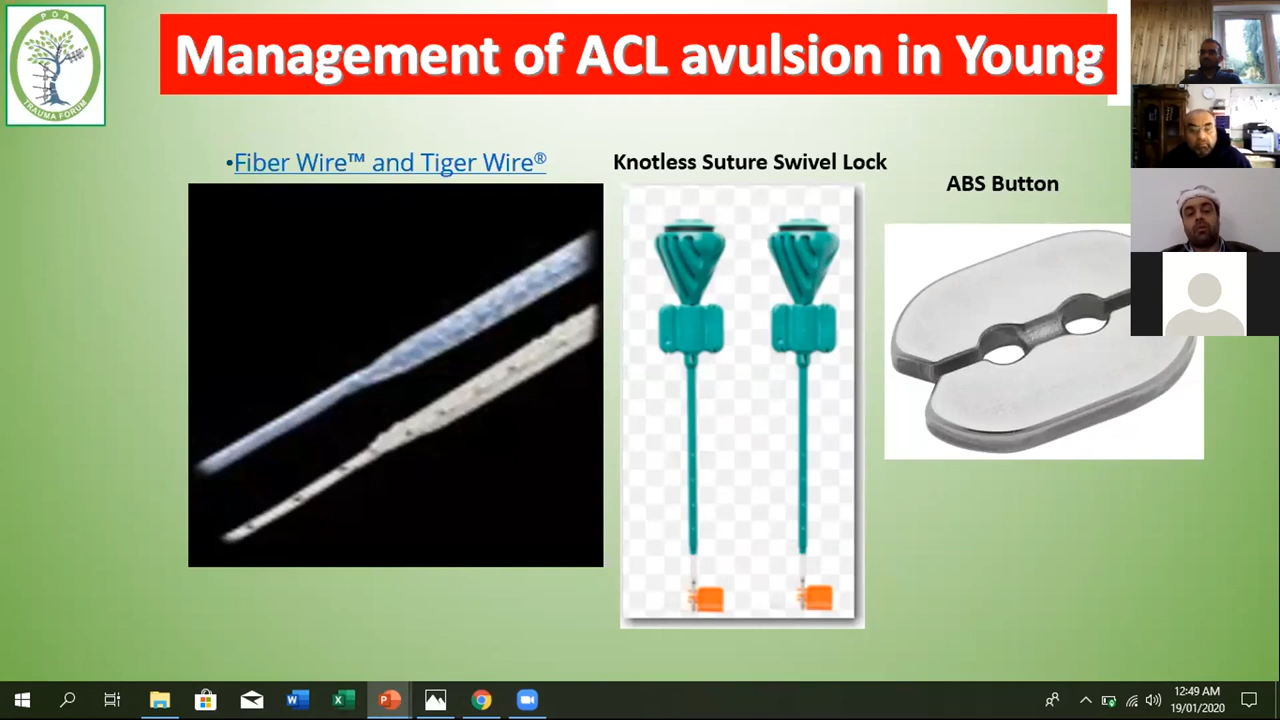 POA
TRAUMA FORUM
Management of ACL avulsion in Young
•Fiber Wire™ and Tiger Wire®
Knotless Suture Swivel Lock
ABS Button
12:49 AM
19/01/2020